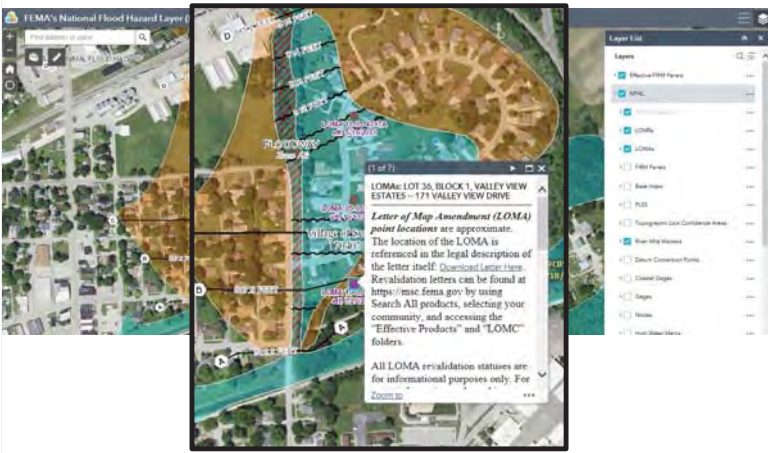 FEMA's National Flood Hazard Layer (
Find address or place
D
FLOODWAY
Zone AE
C
B
B
A
A
(1 of 7)
LOMAs: LOT 36, BLOCK 1, VALLEY VIEW
ESTATES – 171 VALLEY VIEW DRIVE
Letter of Map Amendment (LOMA)
point locations are approximate.
The location of the LOMA is
referenced in the legal description of
the letter itself: Download Letter Here.
Revalidation letters can be found at
https://msc.fema.gov by using
Search All products, selecting your
community, and accessing the
"Effective Products" and "LOMC"
folders.
All LOMA revalidation statuses are
for informational purposes only. For
Zoom to
Layer List
Layers
Effective FIRM Panels
NFHL
LOMRs
LOMAs
FIRM Panels
Base Index
PLSS
Topographic Low Confidence Areas
River Mile Markers
Datum Conversion Points
Coastal Gages
Gages
Nodes
High Water Marks